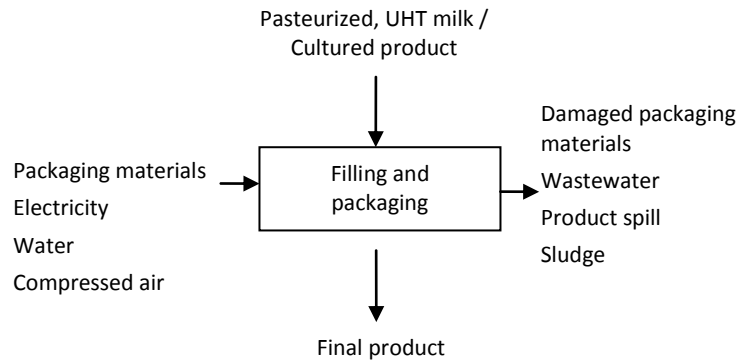 Pasteurized, UHT milk /
Cultured product
Packaging materials
Electricity
Water
Compressed air
Filling and
packaging
Damaged packaging
materials
Wastewater
Product spill
Sludge
Final product